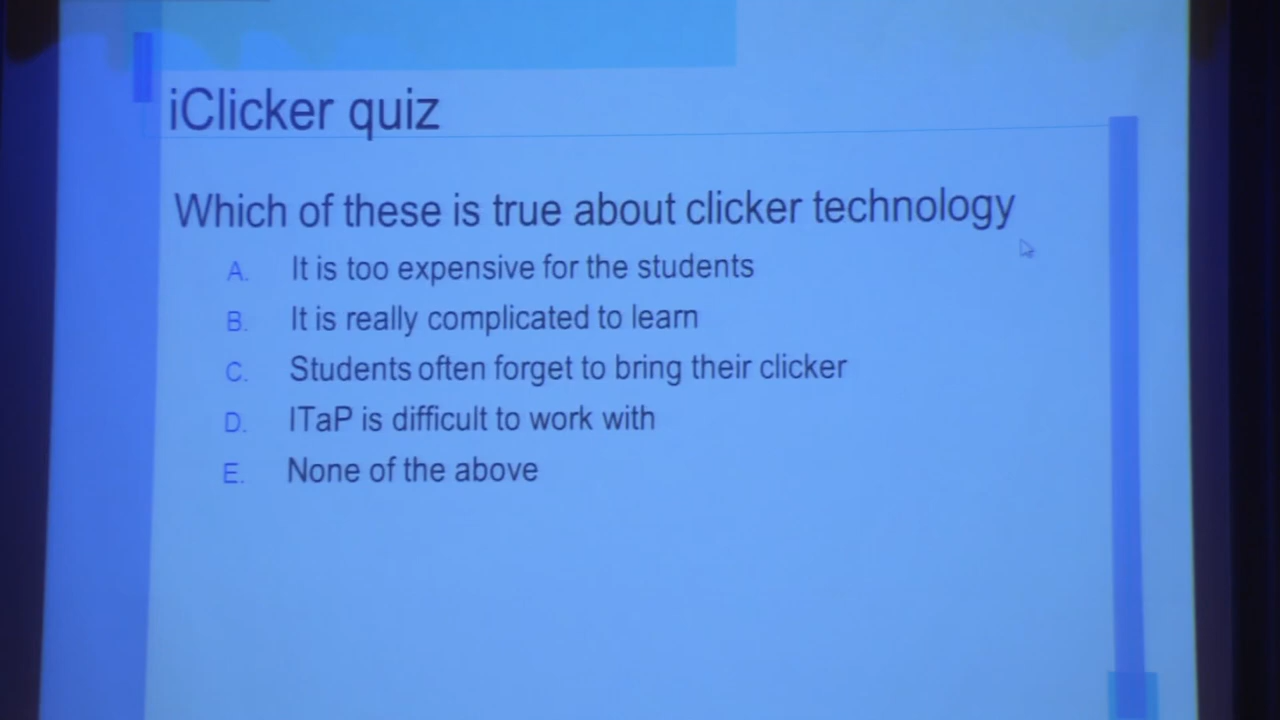 iClicker quiz
Which of these is true about clicker technology
A. It is too expensive for the students
B. It is really complicated to learn
C. Students often forget to bring their clicker
D. ITaP is difficult to work with
E. None of the above